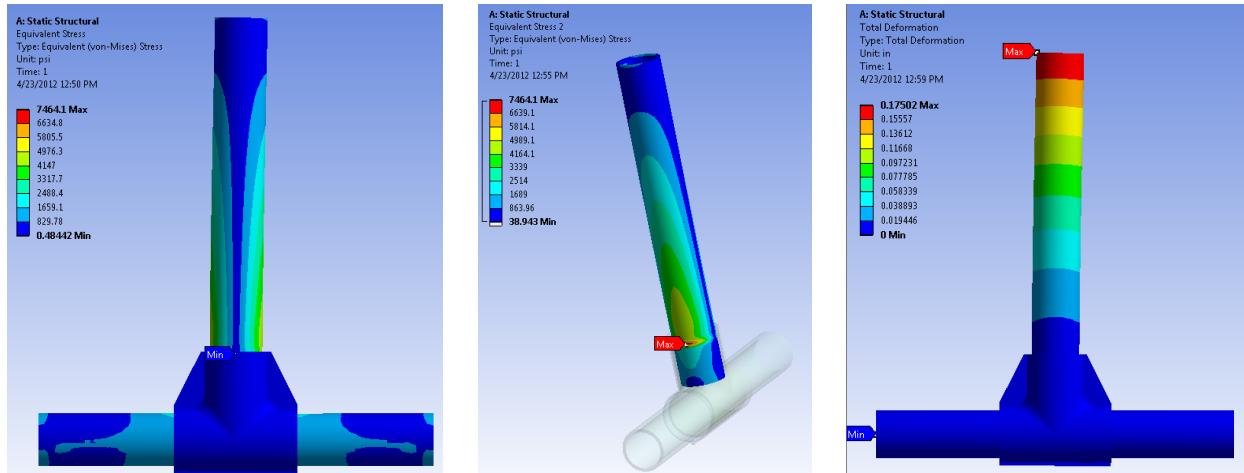 A: Static Structural
Equivalent Stress
Type: Equivalent (von-Mises) Stress
Unit: psi
Time: 1
4/23/2012 12:50 PM
7464.1 Max
6634.8
5805.5
4976.3
4147
3317.7
2488.4
1659.1
829.78
0.48442 Min
Min
A: Static Structural
Equivalent Stress 2
Type: Equivalent (von-Mises) Stress
Unit: psi
Time: 1
4/23/2012 12:55 PM
7464.1 Max
6639.1
5814.1
4989.1
4164.1
3339
2514
1689
863.96
38.943 Min
Max
A: Static Structural
Total Deformation
Type: Total Deformation
Unit: in
Time: 1
4/23/2012 12:59 PM
Max
0.17502 Max
0.15557
0.13612
0.11668
0.097231
0.077785
0.058339
0.038893
0.019446
0 Min
Min